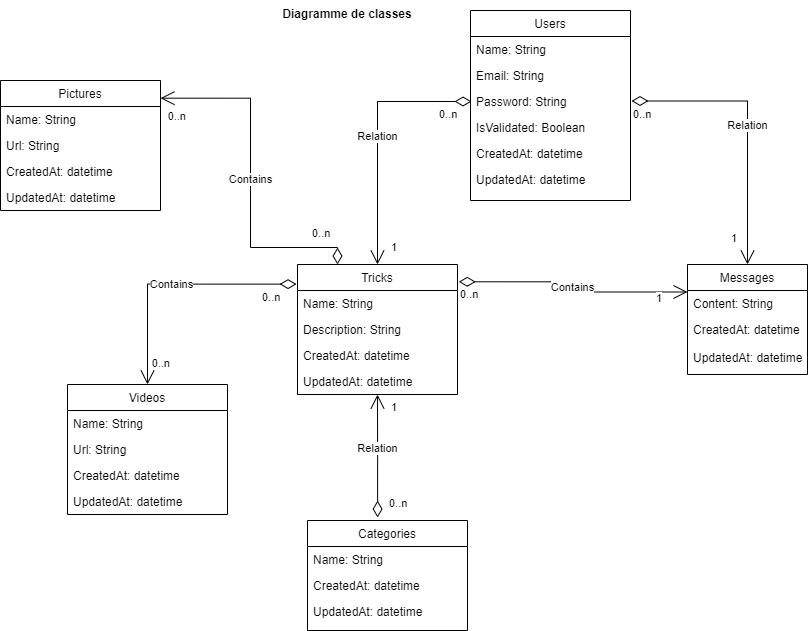 Diagramme de classes
Users
Name: String
Email: String
Password: String
IsValidated: Boolean
CreatedAt: datetime
UpdatedAt: datetime
Pictures
Name: String
Url: String
CreatedAt: datetime
UpdatedAt: datetime
0..n
Contains
0..n
0..n
Relation
1
0..n
Relation
1
Tricks
Name: String
Description: String
CreatedAt: datetime
UpdatedAt: datetime
0..n
Contains
1
Messages
Content: String
CreatedAt: datetime
UpdatedAt: datetime
Contains
0..n
0..n
Videos
Name: String
Url: String
CreatedAt: datetime
UpdatedAt: datetime
1
Relation
0..n
Categories
Name: String
CreatedAt: datetime
UpdatedAt: datetime